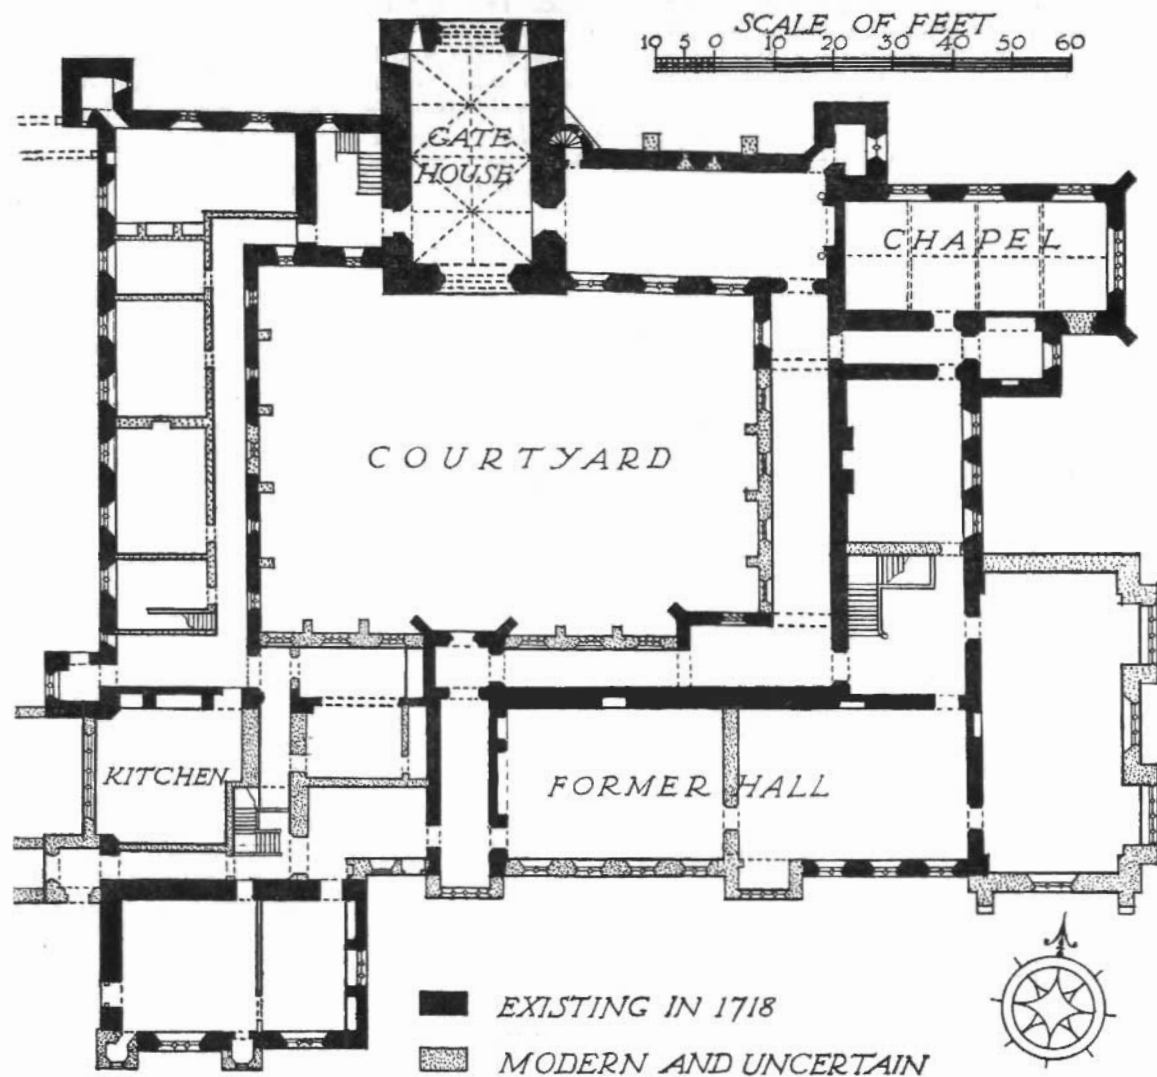 SCALE OF FEET
10 5 0 10 20 30 40 50 60
GATE
HOUSE
CHAPEL
COURTYARD
KITCHEN
FORMER HALL
EXISTING IN 1718
MODERN AND UNCERTAIN